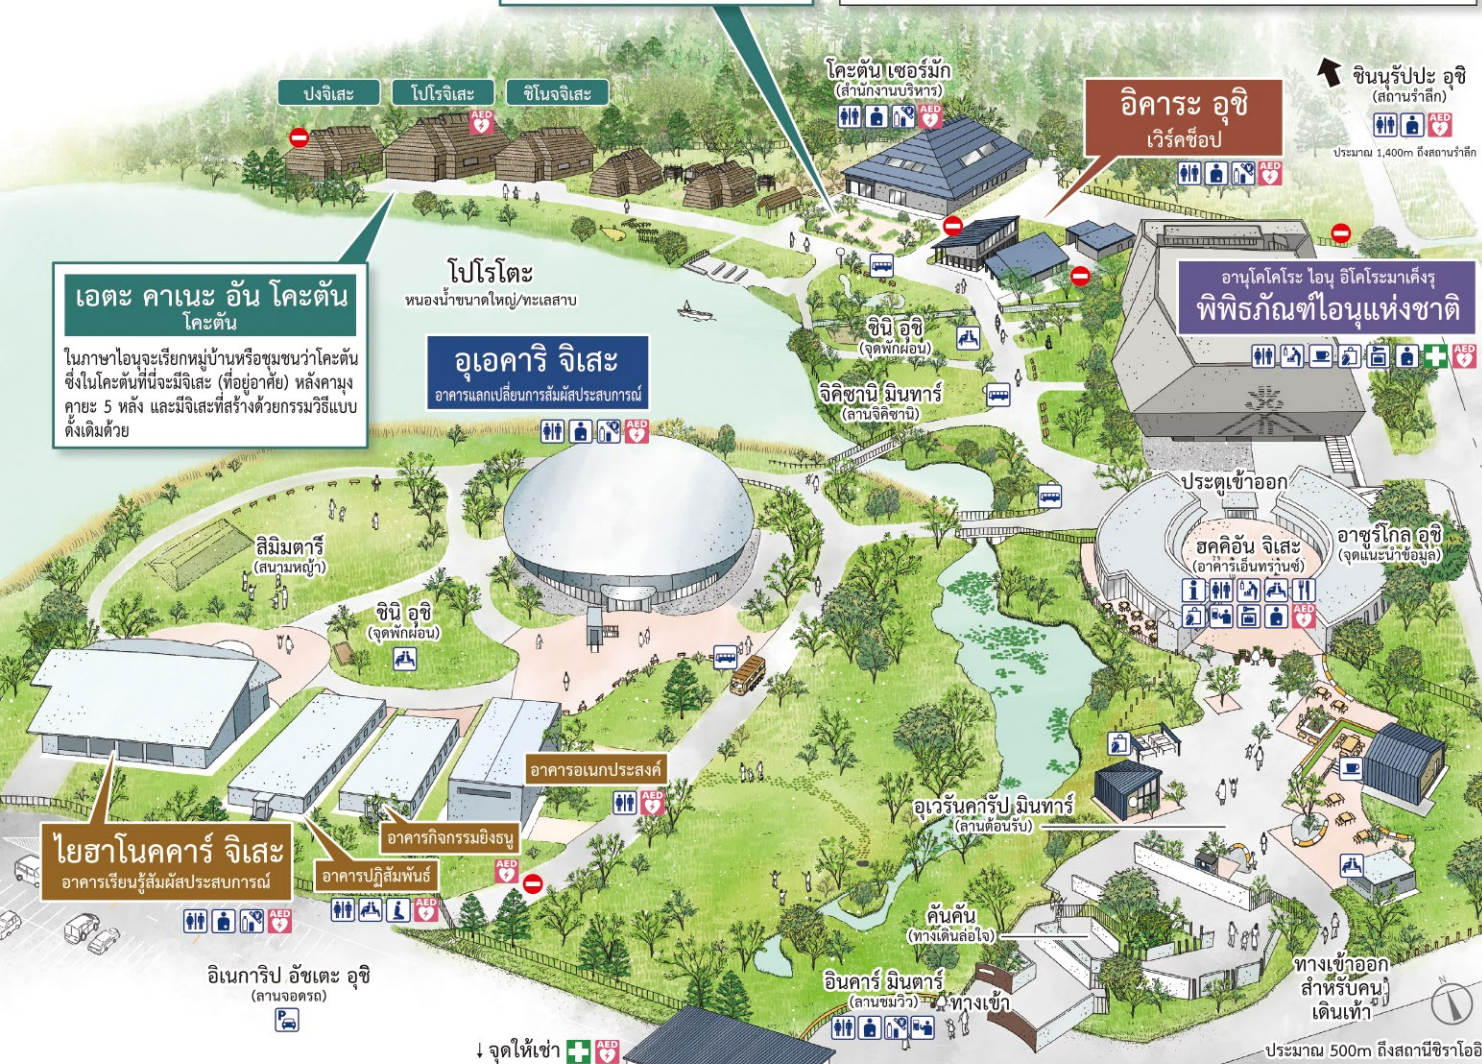 ปงจิเสะ
โปโรจิเสะ
ชิโนจจิเสะ
AED
โคะตัน เซอร์มัก
(สำนักงานบริหาร)
AED
อิคาระ อุชิ
เวิร์คช็อป
AED
ชินนุรัปปะ อุชิ
(สถานรำลึก)
AED
ประมาณ 1,400m ถึงสถานรำลึก
เอตะ คาเนะ อัน โคะตัน
โคะตัน
ในภาษาไอนุจะเรียกหมู่บ้านหรือชุมชนว่าโคะตัน
ซึ่งในโคะตันที่นี่จะมีจิเสะ (ที่อยู่อาศัย) หลังคามุง
คายะ 5 หลัง และมีจิเสะที่สร้างด้วยกรรมวิธีแบบ
ดั้งเดิมด้วย
โปโรโตะ
หนองน้ำขนาดใหญ่/ทะเลสาบ
อุเอคาริ จิเสะ
อาคารแลกเปลี่ยนการสัมผัสประสบการณ์
AED
ชินิ อุชิ
(จุดพักผ่อน)
จิคิซานิ มินทาร์
(ลานจิคิซานิ)
อานุโคโคโระ ไอนุ อิโคโระมาเค็งรุ
พิพิธภัณฑ์ไอนุแห่งชาติ
AED
ประตูเข้าออก
ฮคคิอัน จิเสะ
(อาคารเอ็นทรานซ์)
AED
อาซูร์โกล อุชิ
(จุดแนะนำข้อมูล)
สิมิมตารี
(สนามหญ้า)
ชินิ อุชิ
(จุดพักผ่อน)
อาคารอเนกประสงค์
AED
อาคารกิจกรรมยิงธนู
AED
อาคารปฏิสัมพันธ์
AED
ไยฮาโนคคาร์ จิเสะ
อาคารเรียนรู้สัมผัสประสบการณ์
AED
อิเนการิป อัชเตะ อุชิ
(ลานจอดรถ)
P
อุเวรันคารัป มินทาร์
(ลานต้อนรับ)
คันคัน
(ทางเดินล่อใจ)
อินคาร์ มินตาร์
(ลานชมวิว)
ทางเข้า
ทางเข้าออก
สำหรับคน
เดินเท้า
N
↓ จุดให้เช่า
AED
ประมาณ 500m ถึงสถานีชิราโออิ